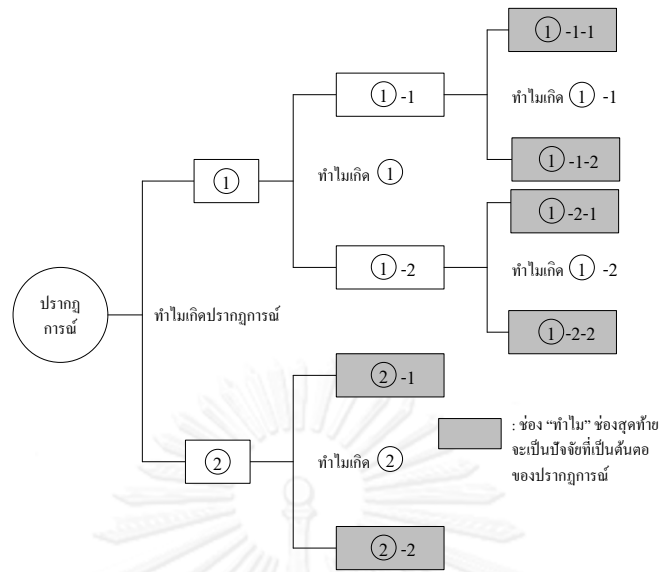 ① -1-1
① -1
ทำไมเกิด ① -1
① -1-2
①
ทำไมเกิด ①
① -2-1
① -2
ทำไมเกิด ① -2
① -2-2
ปรากฏ
การณ์
ทำไมเกิดปรากฏการณ์
② -1
②
ทำไมเกิด ②
② -2
: ช่อง “ทำไม” ช่องสุดท้าย
จะเป็นปัจจัยที่เป็นต้นตอ
ของปรากฏการณ์